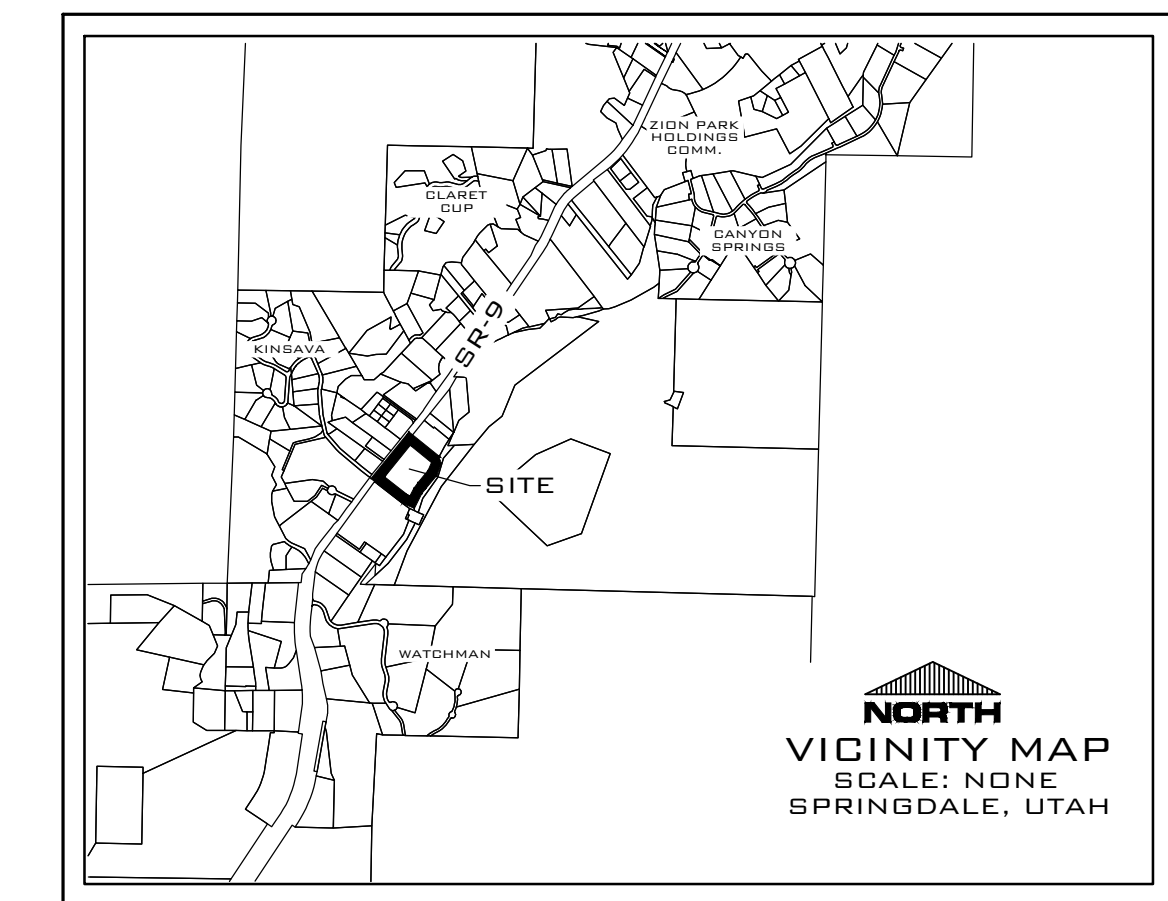 ZION PARK
HOLDINGS
COMM.
CLARET
CUP
CANYON
SPRINGS
SR-9
KINSAVA
SITE
WATCHMAN
NORTH
VICINITY MAP
SCALE: NONE
SPRINGDALE, UTAH